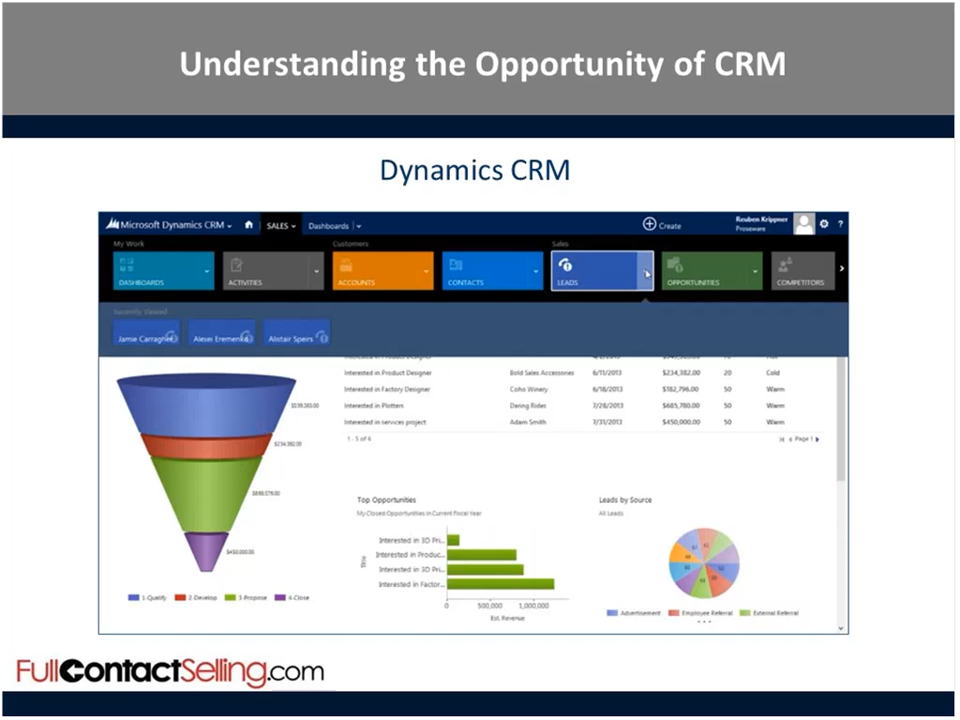 Understanding the Opportunity of CRM
Dynamics CRM
Microsoft Dynamics CRM
SALES
Dashboards
Create
Reuben Krippner
Proseware
?
My Work
Customers
Sales
DASHBOARDS
ACTIVITIES
ACCOUNTS
CONTACTS
LEADS
OPPORTUNITIES
COMPETITORS
Recently Viewed
Jamie Carragher
Alexei Eremenko
Alistair Speirs
Interested in Product Designer Bold Sales Accessories 6/11/2013 $234,382.00 20 Cold
Interested in Factory Designer Coho Winery 6/18/2013 $182,796.00 50 Warm
Interested in Plotters Daring Rides 7/28/2013 $685,780.00 50 Warm
Interested in services project Adam Smith 7/31/2013 $450,000.00 50 Warm
1 - 5 of 6
Page 1
$234,382.00
$450,000.00
1-Qualify 2-Develop 3-Propose 4-Close
Top Opportunities
My Closed Opportunities in Current Fiscal Year
Title
Interested in 3D Pri...
Interested in Produc...
Interested in 3D Pri...
Interested in Factor...
0 500,000 1,000,000
Est. Revenue
Leads by Source
All Leads
Advertisement Employee Referral External Referral
FullContactSelling.com